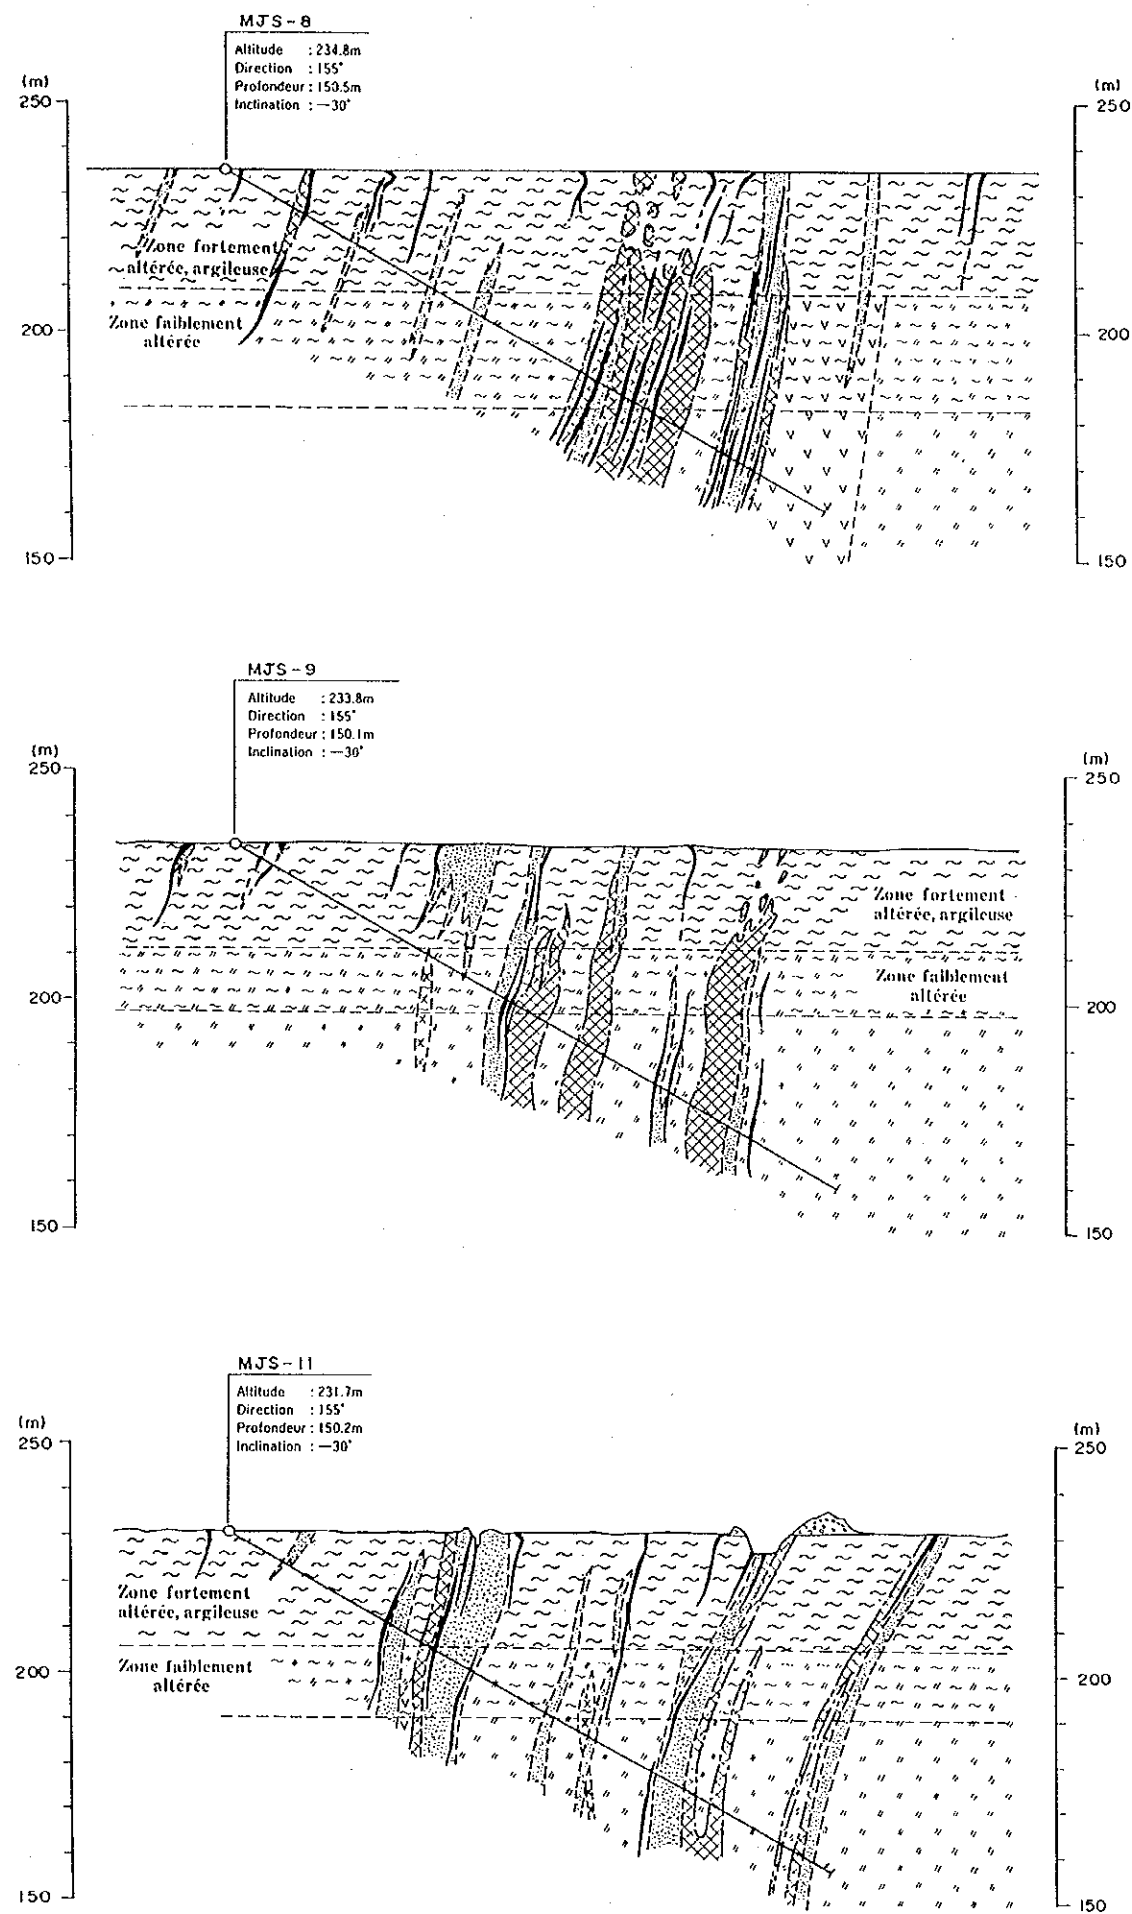 MJS-8
Altitude : 234.8m
Direction : 155°
Profondeur : 150.5m
Inclination : -30°
(m)
250
(m)
250
Zone fortement
altérée, argileuse
Zone faiblement
altérée
200
200
150
150
MJS-9
Altitude : 233.8m
Direction : 155°
Profondeur : 150.1m
Inclination : -30°
(m)
250
(m)
250
Zone fortement
altérée, argileuse
Zone faiblement
altérée
200
200
150
150
MJS-11
Altitude : 231.7m
Direction : 155°
Profondeur : 150.2m
Inclination : -30°
(m)
250
(m)
250
Zone fortement
altérée, argileuse
Zone faiblement
altérée
200
200
150
150